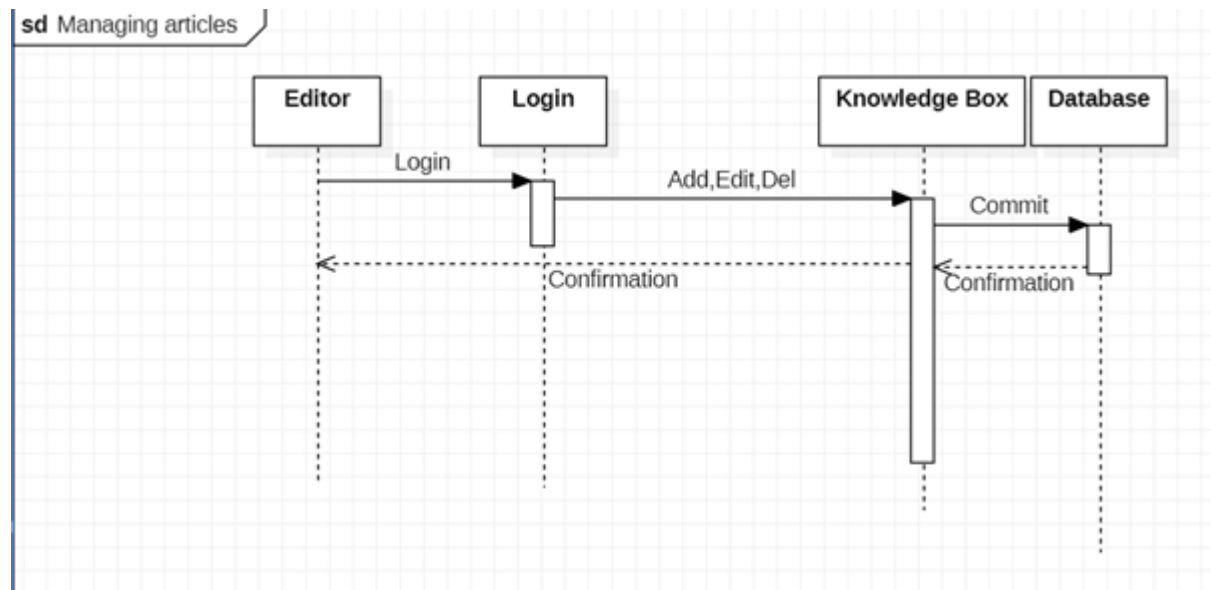 sd Managing articles
Editor
Login
Knowledge Box
Database
Login
Add,Edit,Del
Commit
Confirmation
Confirmation